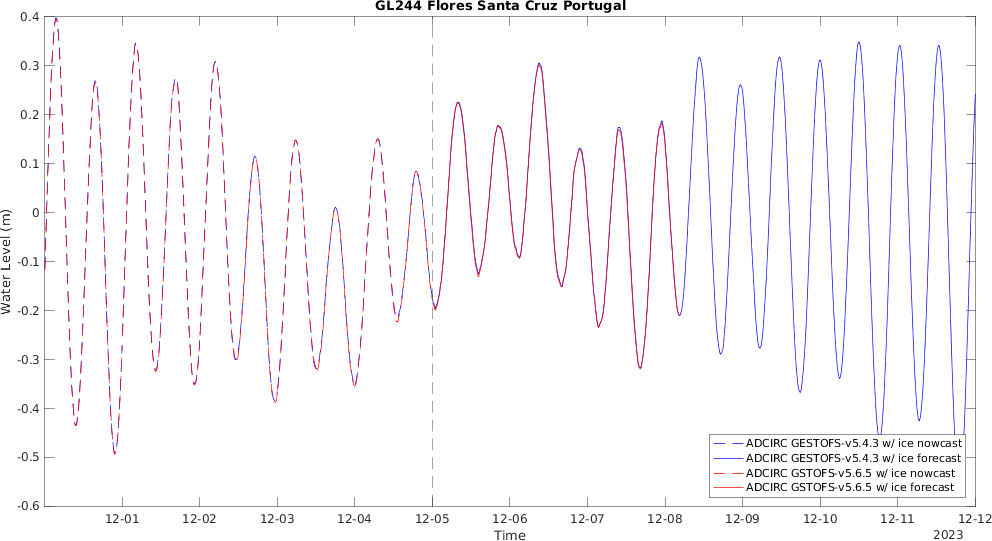 GL244 Flores Santa Cruz Portugal
0.4
0.3
0.2
0.1
0
-0.1
-0.2
-0.3
-0.4
-0.5
-0.6
Water Level (m)
12-01 12-02 12-03 12-04 12-05 12-06 12-07 12-08 12-09 12-10 12-11 12-12
Time
2023
ADCIRC GESTOFS-v5.4.3 w/ ice nowcast
ADCIRC GESTOFS-v5.4.3 w/ ice forecast
ADCIRC GSTOFS-v5.6.5 w/ ice nowcast
ADCIRC GSTOFS-v5.6.5 w/ ice forecast